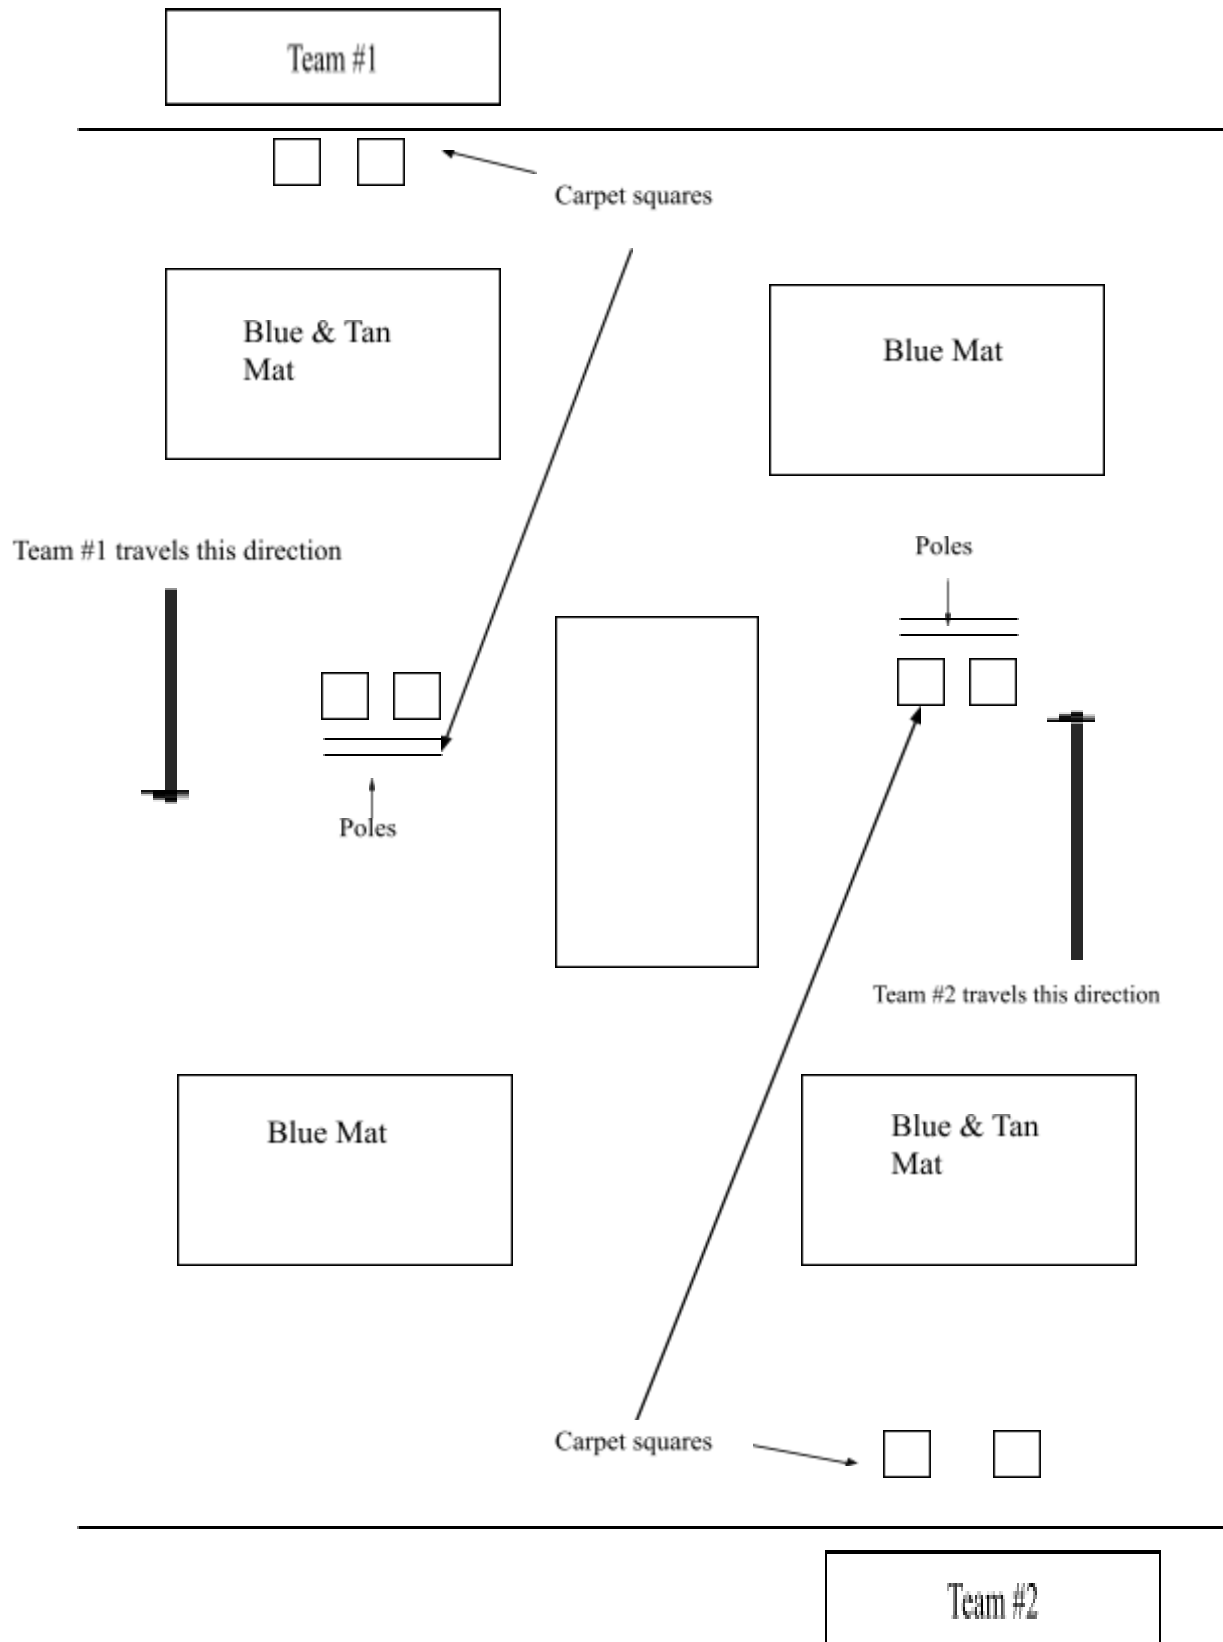 Team #1
Carpet squares
Blue & Tan
Mat
Blue Mat
Team #1 travels this direction
Poles
Poles
Team #2 travels this direction
Blue Mat
Blue & Tan
Mat
Carpet squares
Team #2